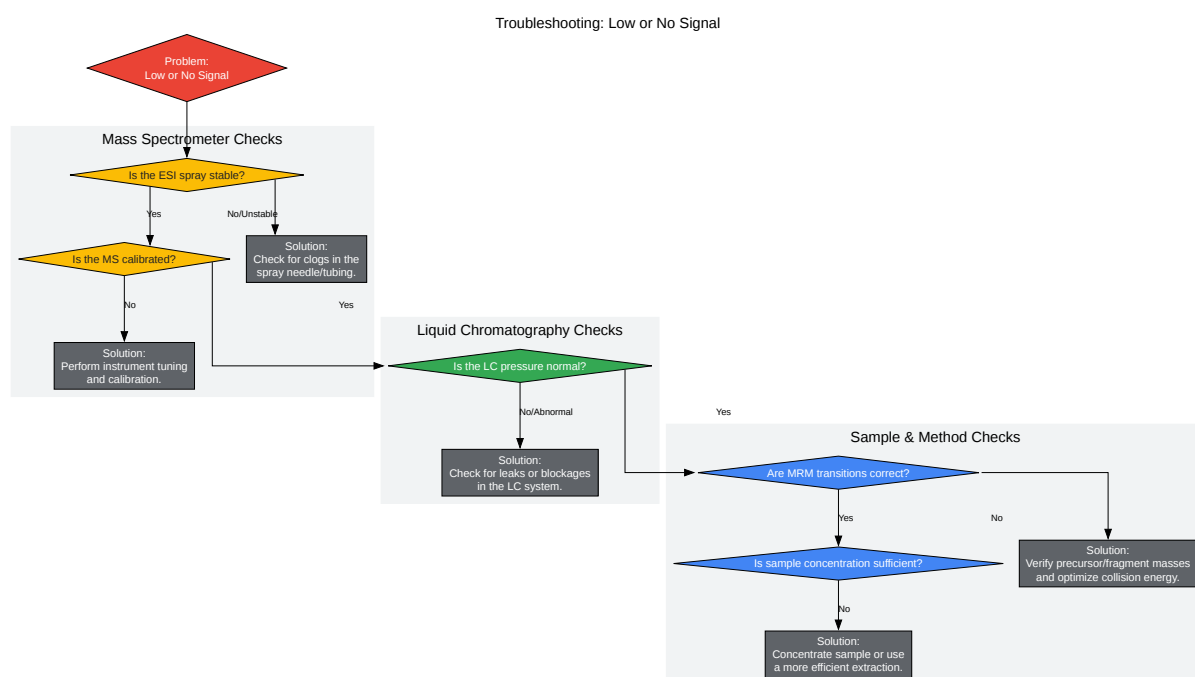 Troubleshooting: Low or No Signal
Problem:
Low or No Signal
Mass Spectrometer Checks
Is the ESI spray stable?
Yes
No/Unstable
Is the MS calibrated?
Solution:
Check for clogs in the
spray needle/tubing.
No
Yes
Solution:
Perform instrument tuning
and calibration.
Liquid Chromatography Checks
Is the LC pressure normal?
No/Abnormal
Yes
Solution:
Check for leaks or blockages
in the LC system.
Sample & Method Checks
Are MRM transitions correct?
Yes
No
Is sample concentration sufficient?
Solution:
Verify precursor/fragment masses
and optimize collision energy.
No
Solution:
Concentrate sample or use
a more efficient extraction.